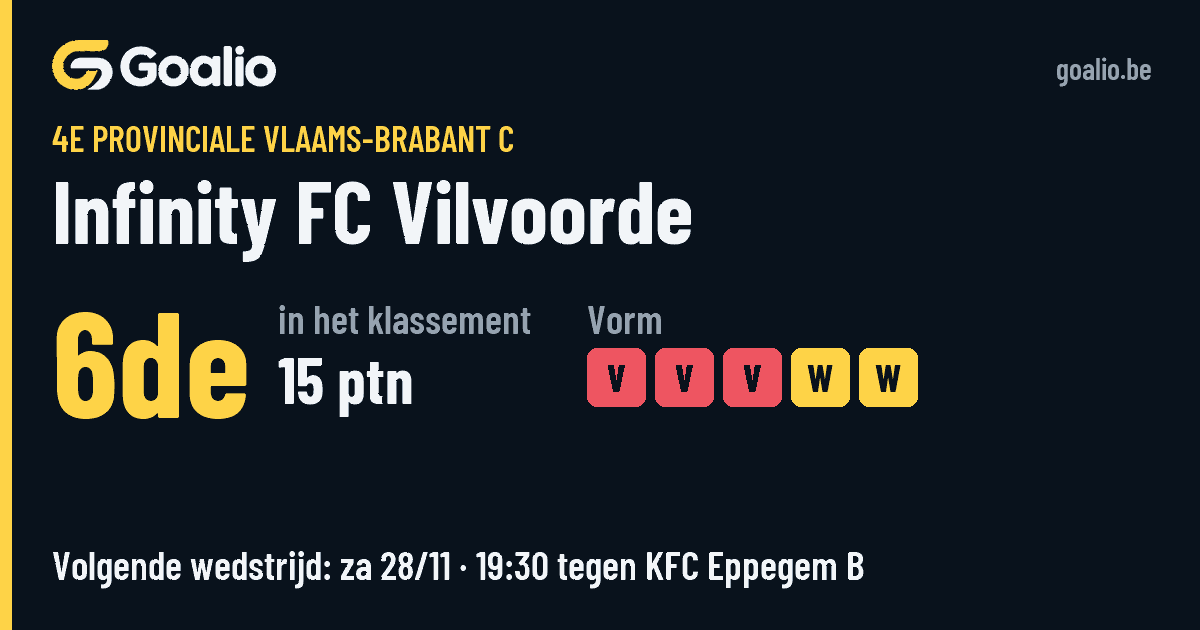 Goalio
goalio.be
4E PROVINCIALE VLAAMS-BRABANT C
Infinity FC Vilvoorde
6de
in het klassement
15 ptn
Vorm
V V V W W
Volgende wedstrijd: za 28/11 · 19:30 tegen KFC Eppegem B